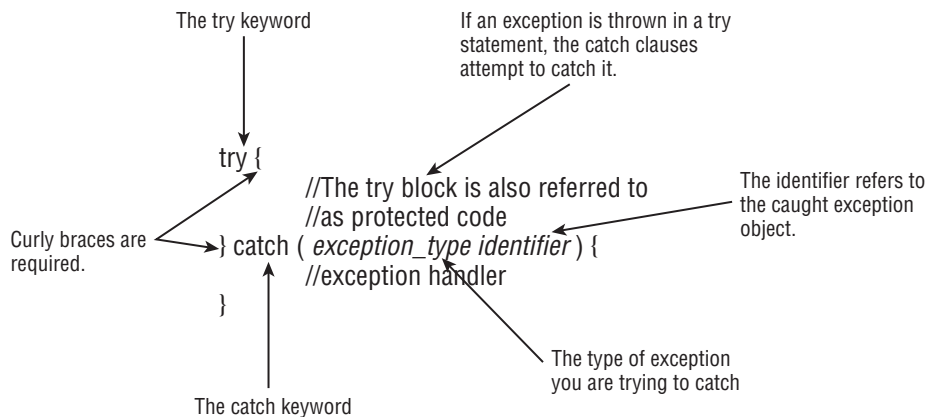 The try keyword
If an exception is thrown in a try
statement, the catch clauses
attempt to catch it.
try {
//The try block is also referred to
//as protected code
The identifier refers to
the caught exception
object.
Curly braces are
required.
} catch ( exception_type identifier ) {
//exception handler
}
The type of exception
you are trying to catch
The catch keyword